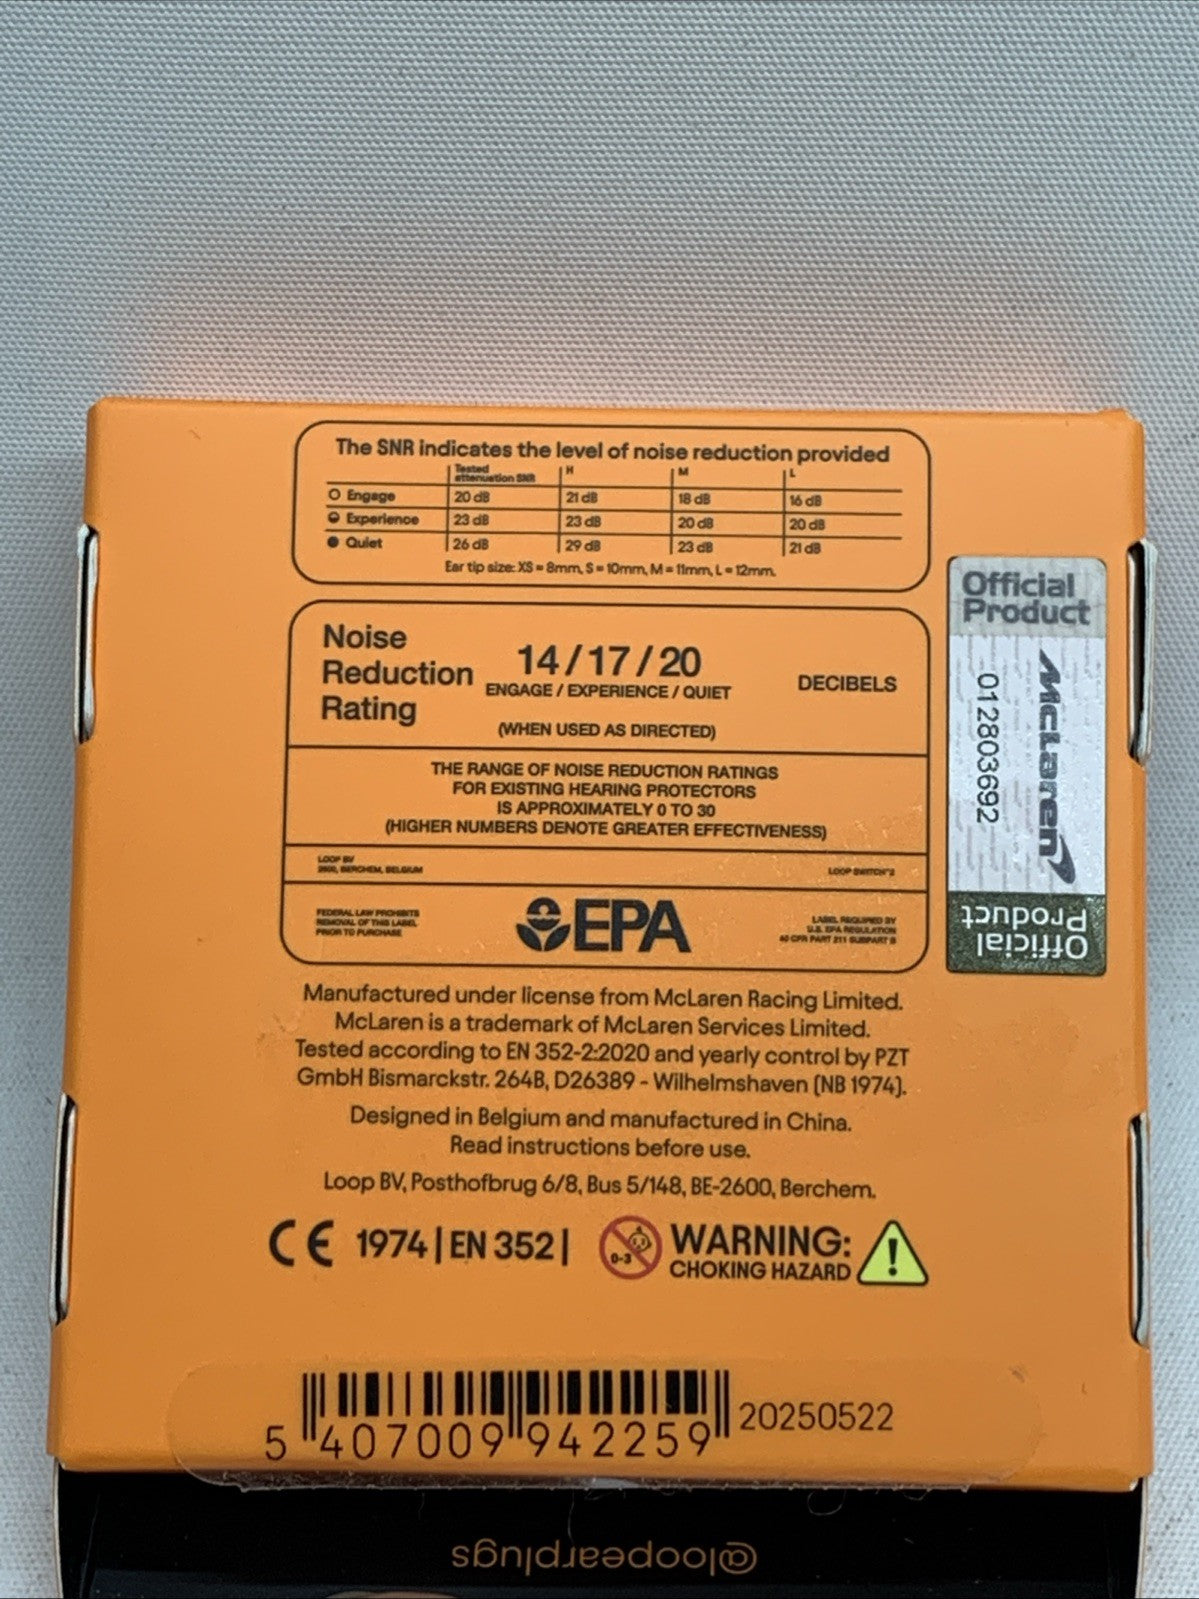 The SNR indicates the level of noise reduction provided
Tested attenuation SNR H M L
Engage 20 dB 21 dB 18 dB 16 dB
Experience 23 dB 23 dB 20 dB 20 dB
Quiet 26 dB 29 dB 23 dB 21 dB
Ear tip size: XS = 8mm, S = 10mm, M = 11mm, L = 12mm.
Noise
Reduction
Rating
14 / 17 / 20
ENGAGE / EXPERIENCE / QUIET
(WHEN USED AS DIRECTED)
DECIBELS
THE RANGE OF NOISE REDUCTION RATINGS
FOR EXISTING HEARING PROTECTORS
IS APPROXIMATELY 0 TO 30
(HIGHER NUMBERS DENOTE GREATER EFFECTIVENESS)
LOOP BV
2600, BERCHEM, BELGIUM
LOOP SWITCH™2
FEDERAL LAW PROHIBITS
REMOVAL OF THIS LABEL
PRIOR TO PURCHASE
EPA
LABEL REQUIRED BY
U.S. EPA REGULATION
40 CFR PART 211 SUBPART B
Official
Product
McLaren
012803692
Official
Product
Manufactured under license from McLaren Racing Limited.
McLaren is a trademark of McLaren Services Limited.
Tested according to EN 352-2:2020 and yearly control by PZT
GmbH Bismarckstr. 264B, D26389 - Wilhelmshaven (NB 1974).
Designed in Belgium and manufactured in China.
Read instructions before use.
Loop BV, Posthofbrug 6/8, Bus 5/148, BE-2600, Berchem.
CE 1974 | EN 352 |
0-3
WARNING:
CHOKING HAZARD
!
5 407009 942259
20250522
@loopearplugs